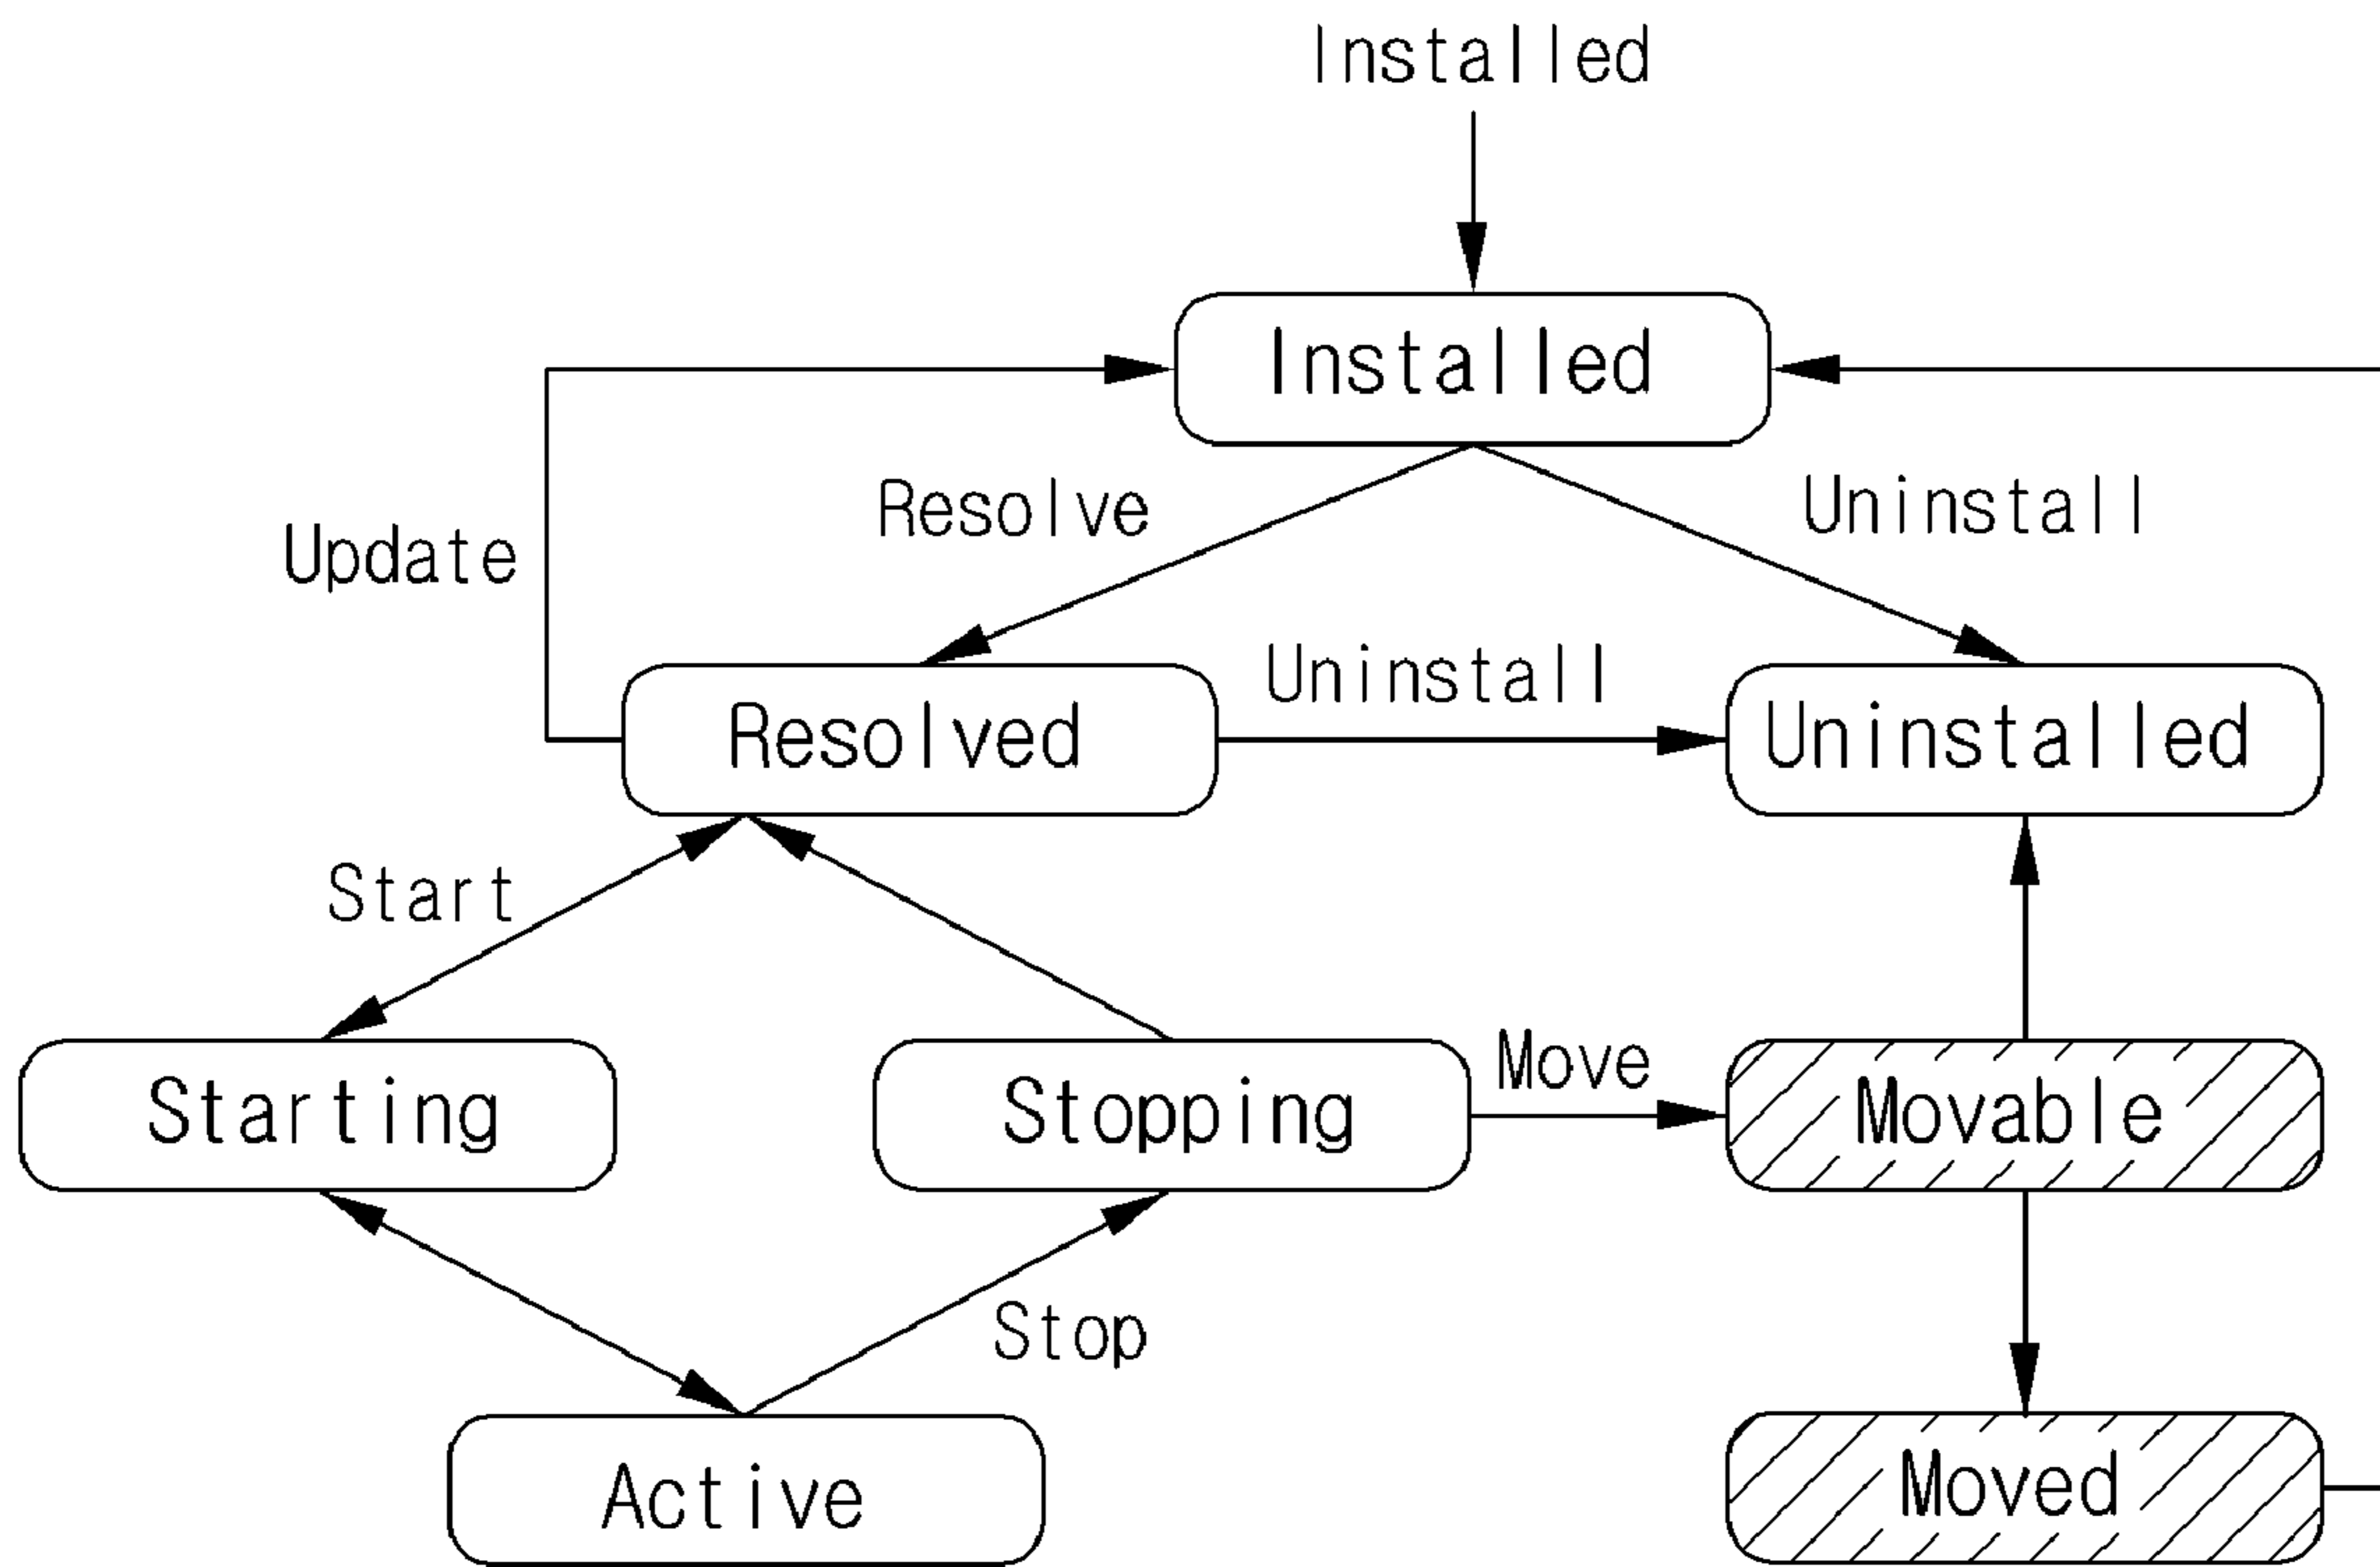 Installed
Installed
Resolve
Uninstall
Update
Uninstall
Resolved
Uninstalled
Start
Move
Starting
Stopping
Movable
Stop
Active
Moved